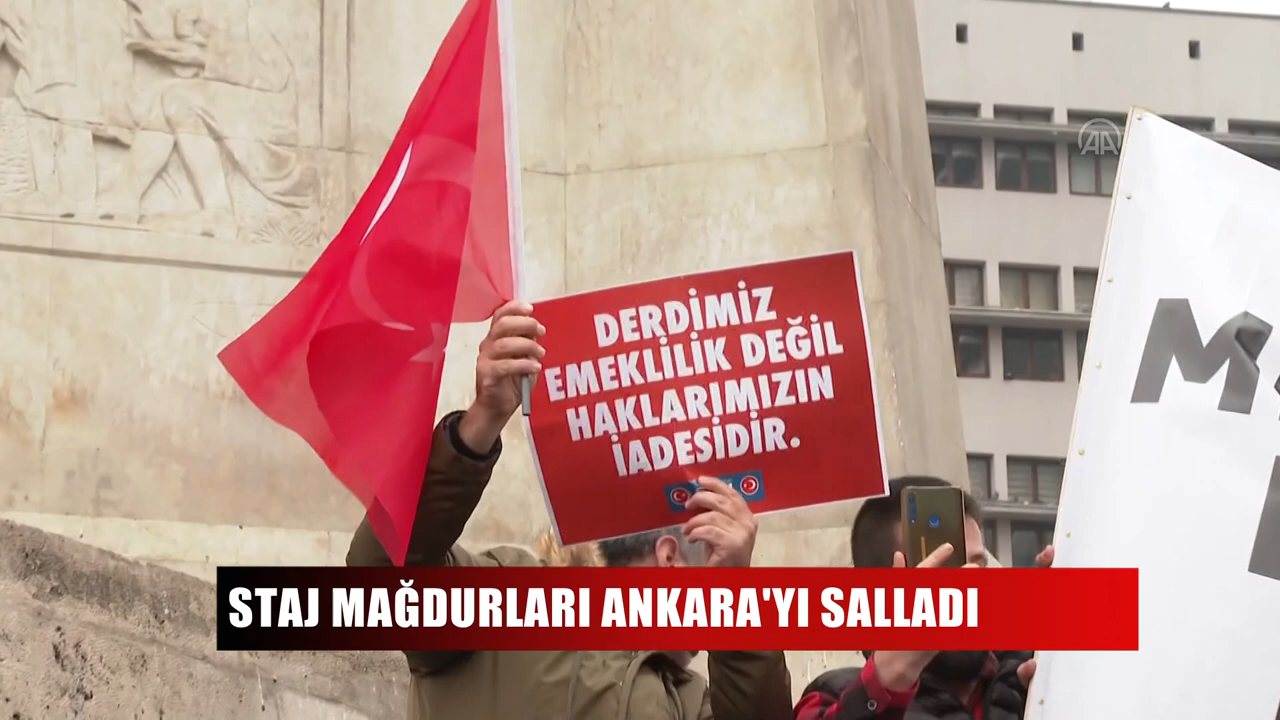 AA
DERDİMİZ
EMEKLİLİK DEĞİL
HAKLARIMIZIN
İADESİDİR.
STAJ MAĞDURLARI ANKARA'YI SALLADI